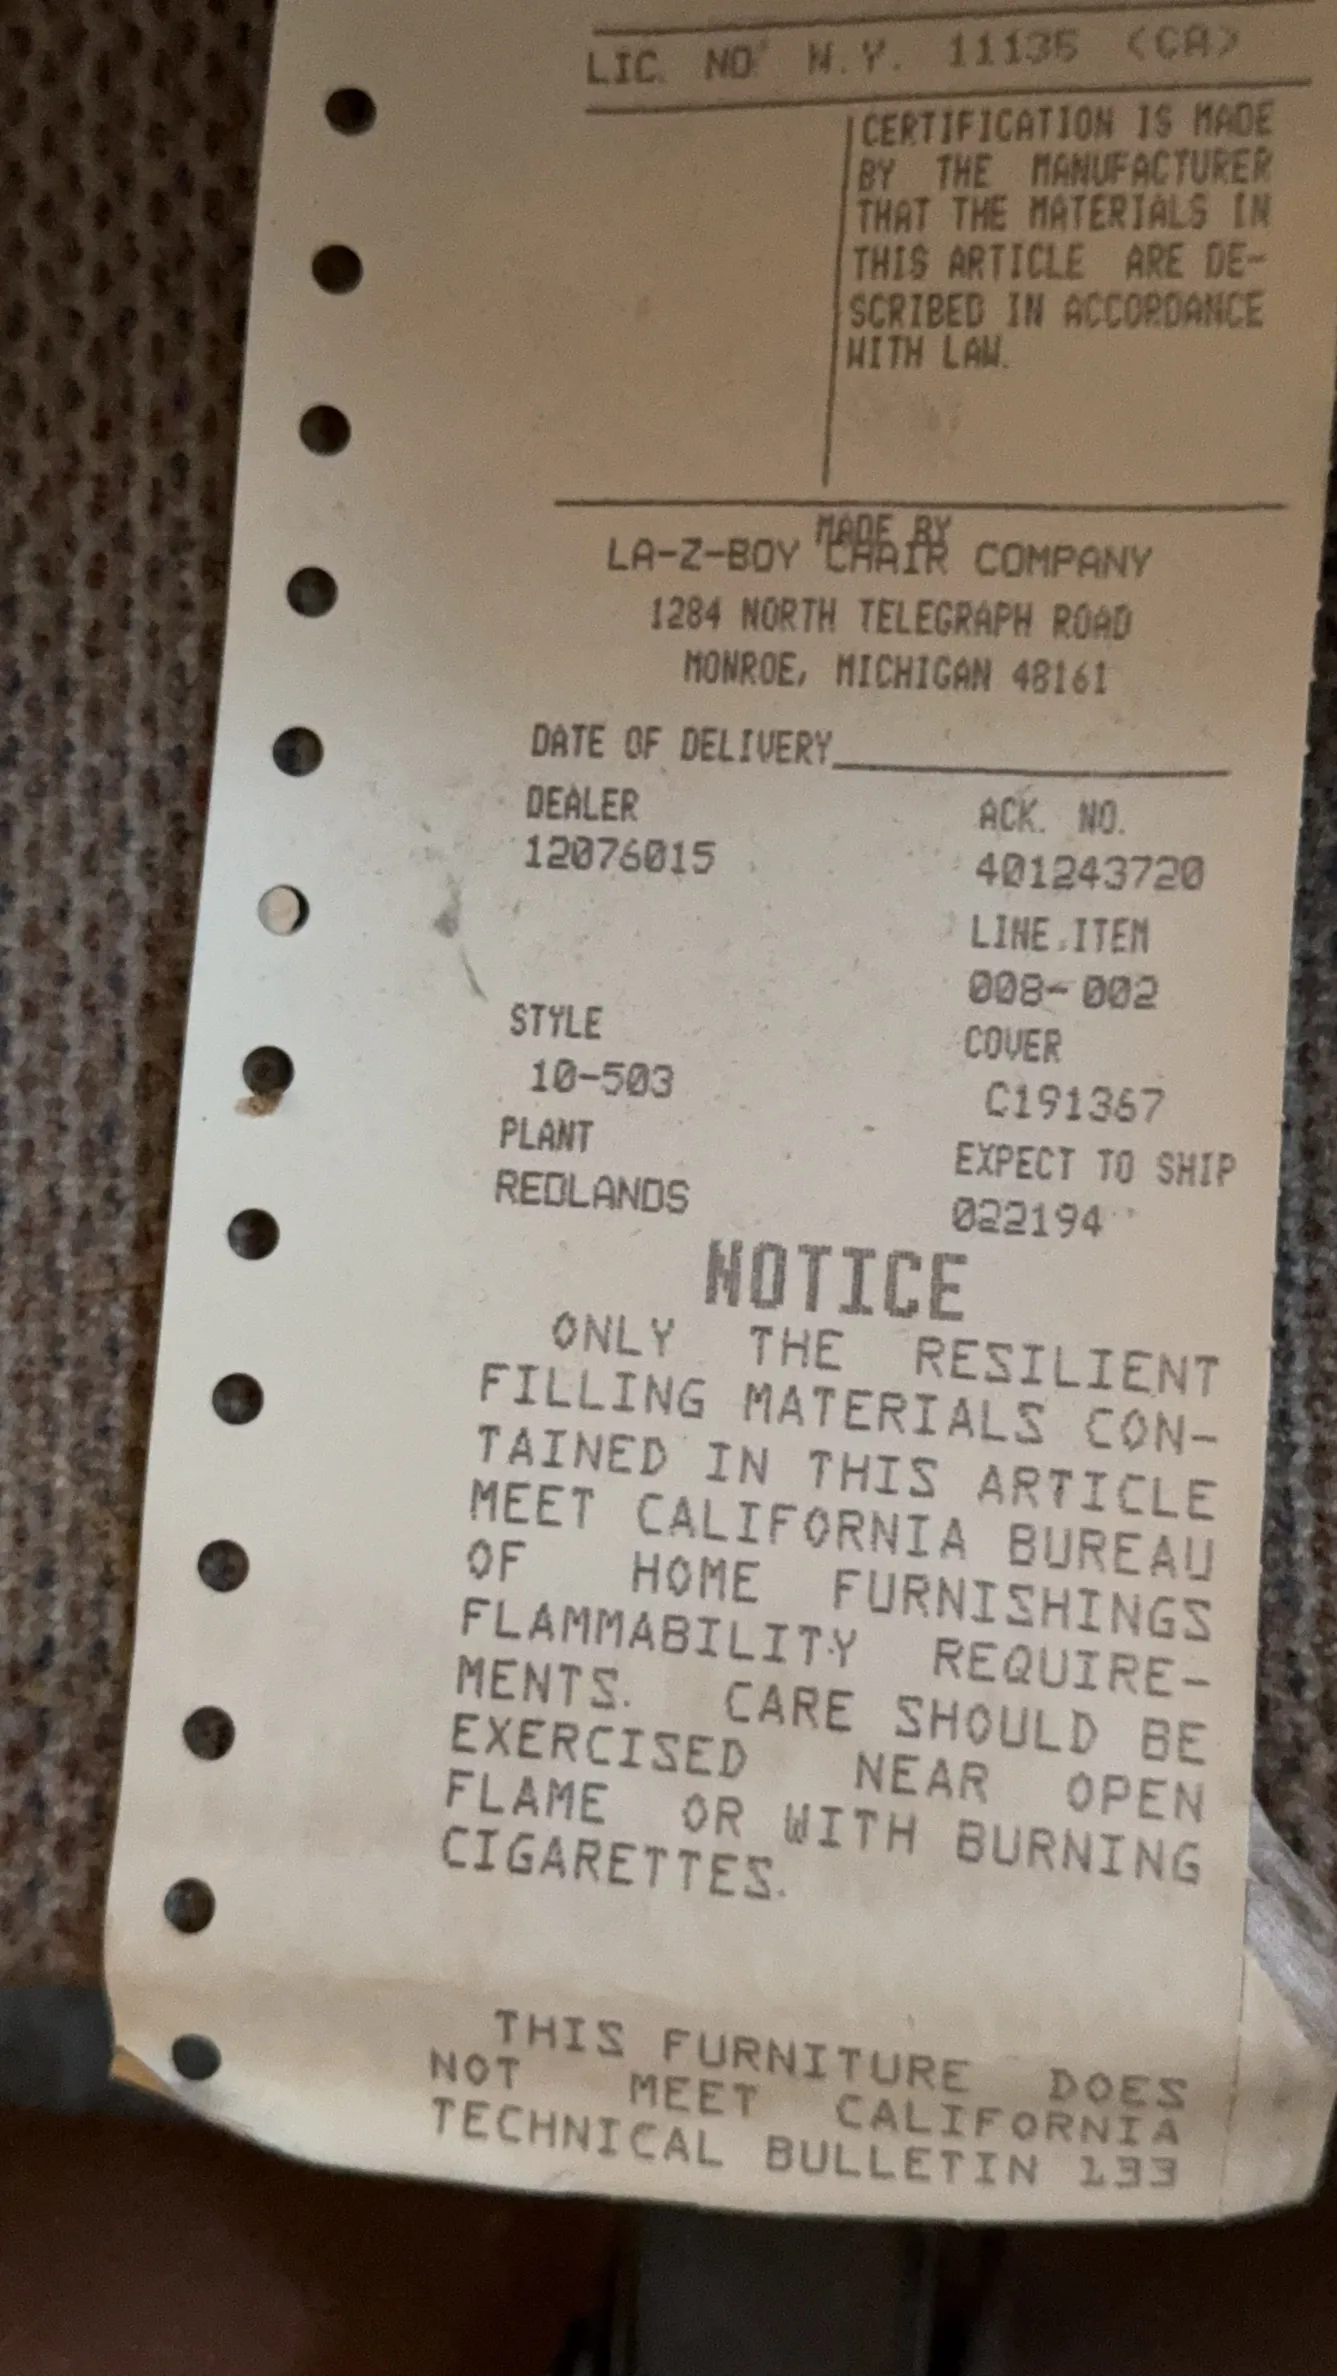 LIC. NO. N.Y. 11135 (CA)
CERTIFICATION IS MADE
BY THE MANUFACTURER
THAT THE MATERIALS IN
THIS ARTICLE ARE DE-
SCRIBED IN ACCORDANCE
WITH LAW.
MADE BY
LA-Z-BOY CHAIR COMPANY
1284 NORTH TELEGRAPH ROAD
MONROE, MICHIGAN 48161
DATE OF DELIVERY
DEALER ACK. NO.
12076015 401243720
LINE ITEM
008-002
STYLE COVER
10-503 C191367
PLANT EXPECT TO SHIP
REDLANDS 022194
NOTICE
ONLY THE RESILIENT
FILLING MATERIALS CON-
TAINED IN THIS ARTICLE
MEET CALIFORNIA BUREAU
OF HOME FURNISHINGS
FLAMMABILITY REQUIRE-
MENTS. CARE SHOULD BE
EXERCISED NEAR OPEN
FLAME OR WITH BURNING
CIGARETTES.
THIS FURNITURE DOES
NOT MEET CALIFORNIA
TECHNICAL BULLETIN 133